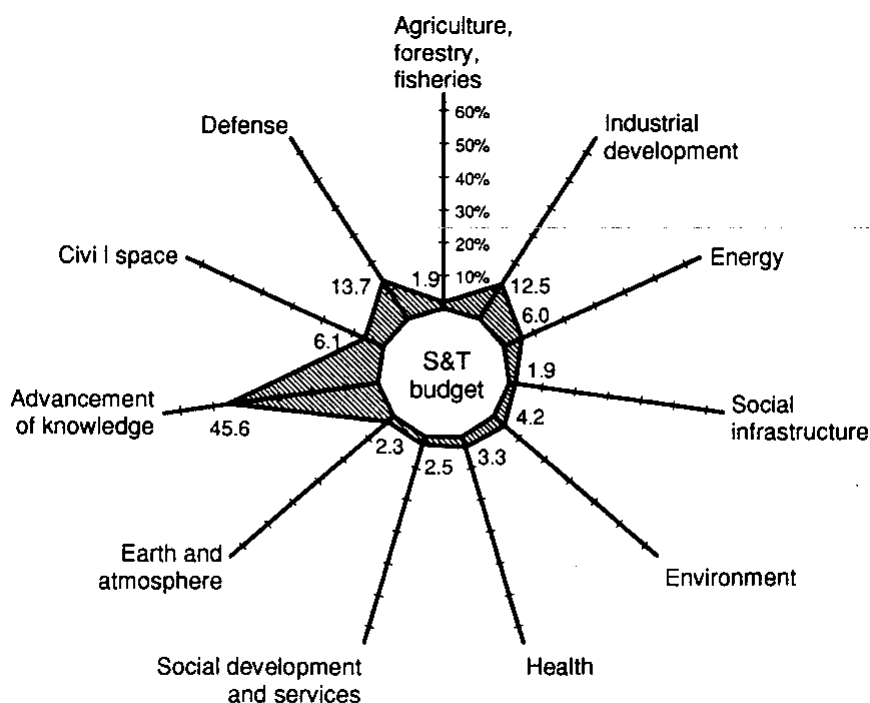 Agriculture,
forestry,
fisheries
60%
50%
40%
30%
20%
10%
Defense
Industrial
development
Civi l space
Energy
13.7
1.9
12.5
6.0
6.1
S&T
budget
1.9
Advancement
of knowledge
45.6
4.2
Social
infrastructure
2.3
2.5
3.3
Earth and
atmosphere
Environment
Social development
and services
Health